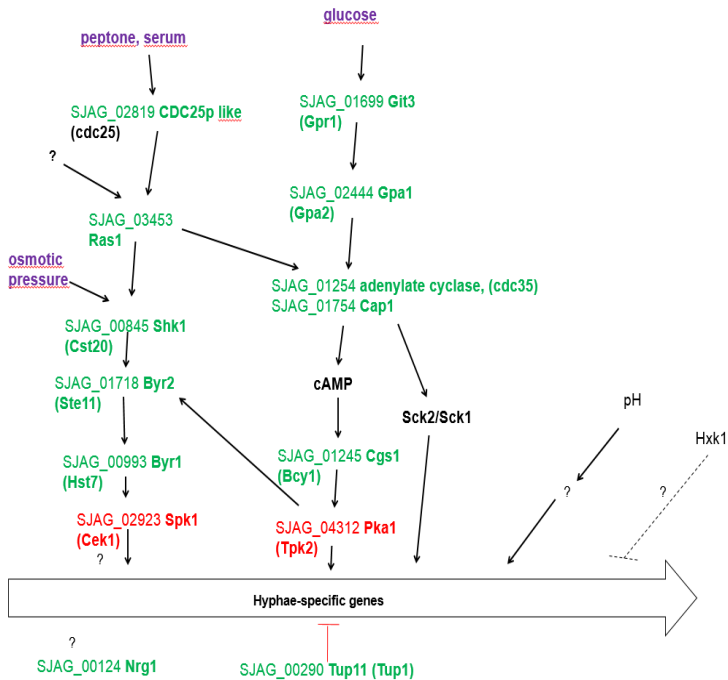 glucose
peptone, serum
SJAG_02819 CDC25p like
(cdc25)
SJAG_01699 Git3
(Gpr1)
?
SJAG_02444 Gpa1
(Gpa2)
SJAG_03453
Ras1
osmotic
pressure
SJAG_01254 adenylate cyclase, (cdc35)
SJAG_01754 Cap1
SJAG_00845 Shk1
(Cst20)
cAMP
SJAG_01718 Byr2
(Ste11)
Sck2/Sck1
pH
Hxk1
SJAG_00993 Byr1
(Hst7)
SJAG_01245 Cgs1
(Bcy1)
?
?
SJAG_02923 Spk1
(Cek1)
SJAG_04312 Pka1
(Tpk2)
?
Hyphae-specific genes
?
SJAG_00124 Nrg1
SJAG_00290 Tup11 (Tup1)